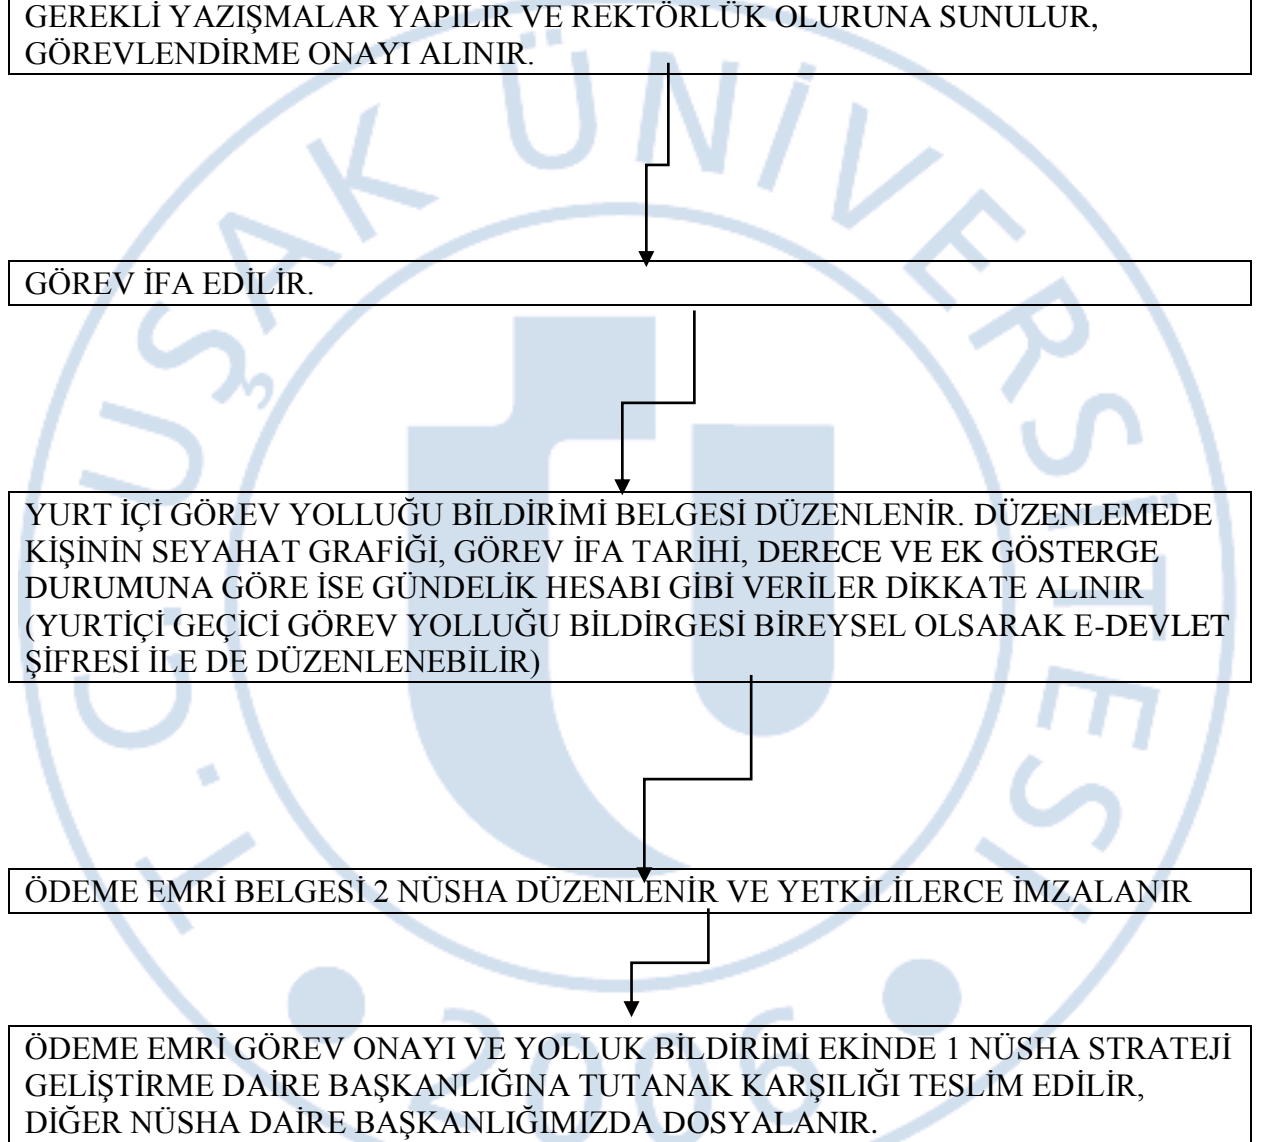 GEREKLİ YAZIŞMALAR YAPILIR VE REKTÖRLÜK OLURUNA SUNULUR,
GÖREVLENDİRME ONAYI ALINIR.
GÖREV İFA EDİLİR.
YURT İÇİ GÖREV YOLLUĞU BİLDİRİMİ BELGESİ DÜZENLENİR. DÜZENLEMEDE
KİŞİNİN SEYAHAT GRAFİĞİ, GÖREV İFA TARİHİ, DERECE VE EK GÖSTERGE
DURUMUNA GÖRE İSE GÜNDELİK HESABI GİBİ VERİLER DİKKATE ALINIR
(YURTİÇİ GEÇİCİ GÖREV YOLLUĞU BİLDİRGESİ BİREYSEL OLSARAK E-DEVLET
ŞİFRESİ İLE DE DÜZENLENEBİLİR)
ÖDEME EMRİ BELGESİ 2 NÜSHA DÜZENLENİR VE YETKİLİLERCE İMZALANIR
ÖDEME EMRİ GÖREV ONAYI VE YOLLUK BİLDİRİMİ EKİNDE 1 NÜSHA STRATEJİ
GELİŞTİRME DAİRE BAŞKANLIĞINA TUTANAK KARŞILIĞI TESLİM EDİLİR,
DİĞER NÜSHA DAİRE BAŞKANLIĞIMIZDA DOSYALANIR.
T.C. UŞAK ÜNİVERSİTESİ
2006